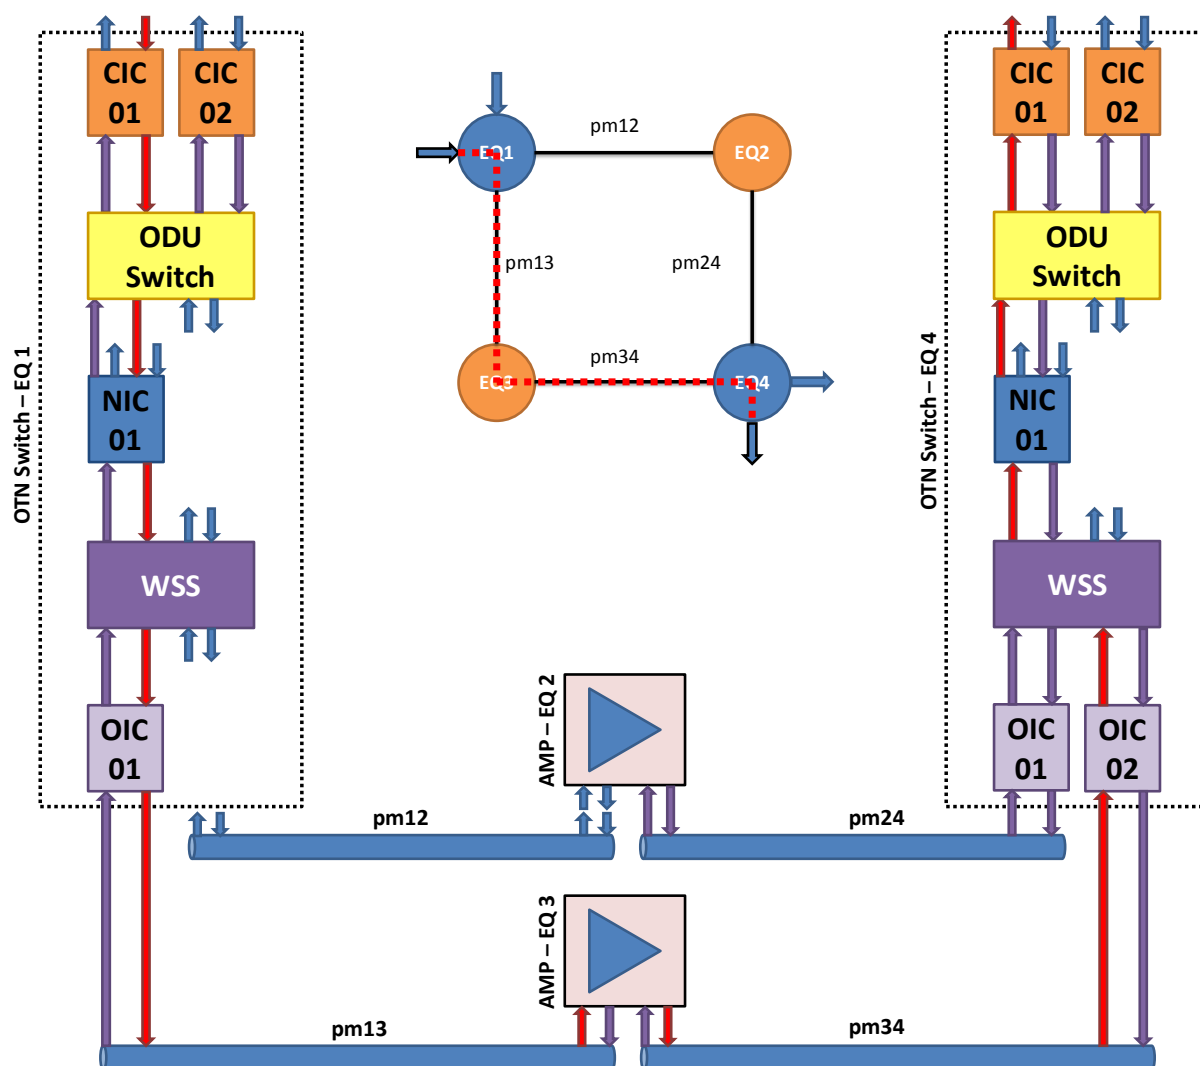 CIC
01
CIC
02
ODU
Switch
NIC
01
WSS
OIC
01
OTN Switch – EQ 1
EQ1
pm12
EQ2
pm13
pm24
EQ3
pm34
EQ4
CIC
01
CIC
02
ODU
Switch
NIC
01
WSS
OIC
01
OIC
02
OTN Switch – EQ 4
AMP – EQ 2
pm12
pm24
AMP – EQ 3
pm13
pm34